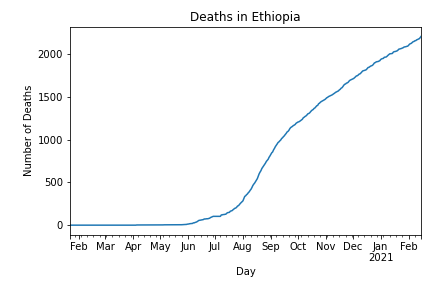 Deaths in Ethiopia
Number of Deaths
2000
1500
1000
500
0
Feb Mar Apr May Jun Jul Aug Sep Oct Nov Dec Jan Feb
2021
Day